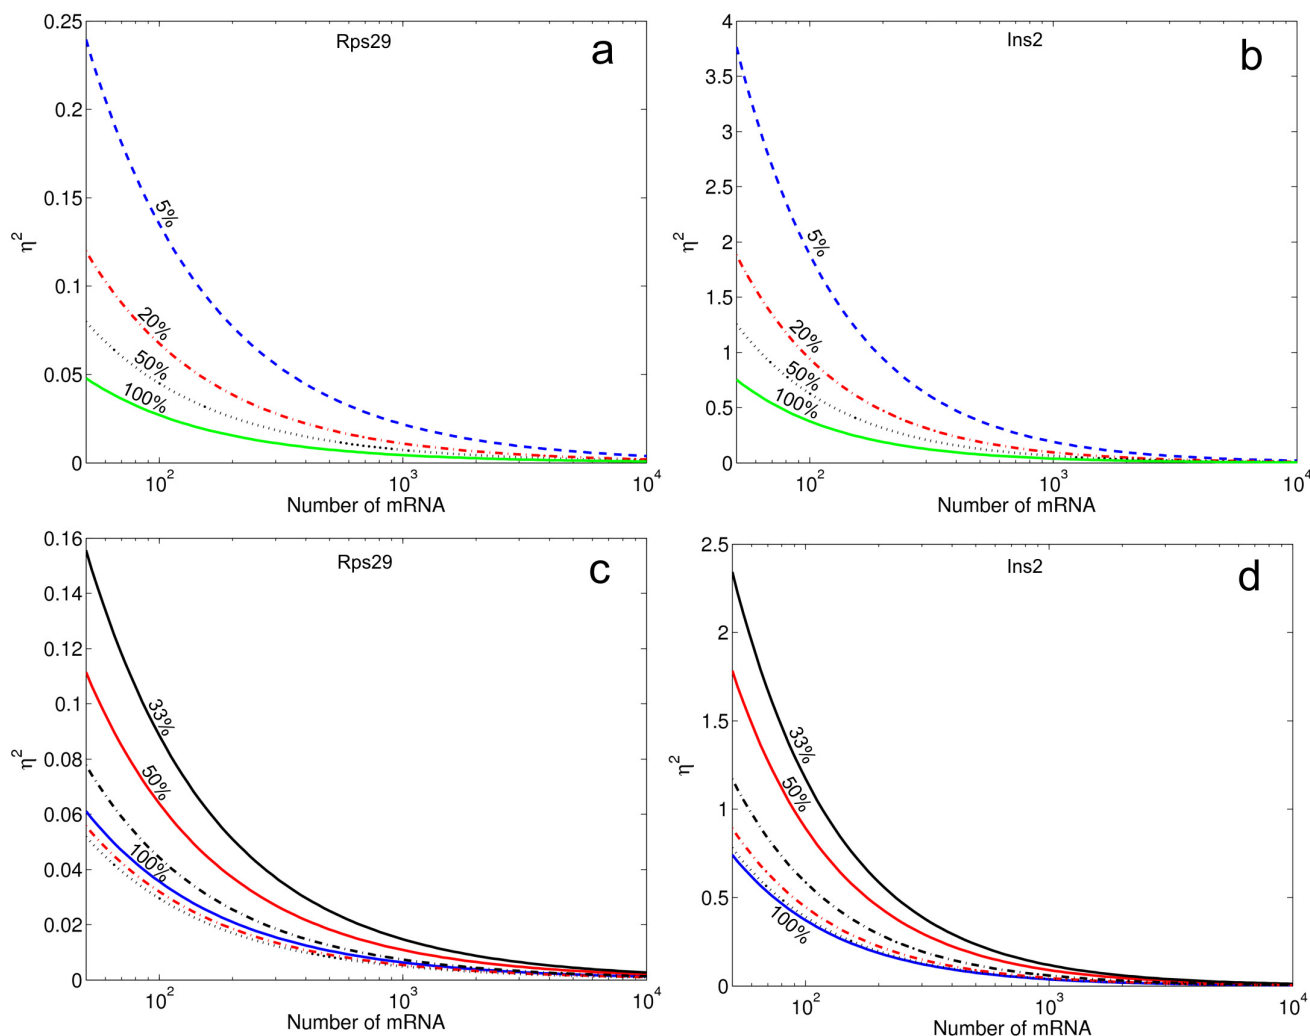 Rps29
a
0.25
0.2
0.15
0.1
0.05
0
η²
5%
20%
50%
100%
10² 10³ 10⁴
Number of mRNA
Ins2
b
4
3.5
3
2.5
2
1.5
1
0.5
0
η²
5%
20%
50%
100%
10² 10³ 10⁴
Number of mRNA
Rps29
c
0.16
0.14
0.12
0.1
0.08
0.06
0.04
0.02
0
η²
33%
50%
100%
10² 10³ 10⁴
Number of mRNA
Ins2
d
2.5
2
1.5
1
0.5
0
η²
33%
50%
100%
10² 10³ 10⁴
Number of mRNA